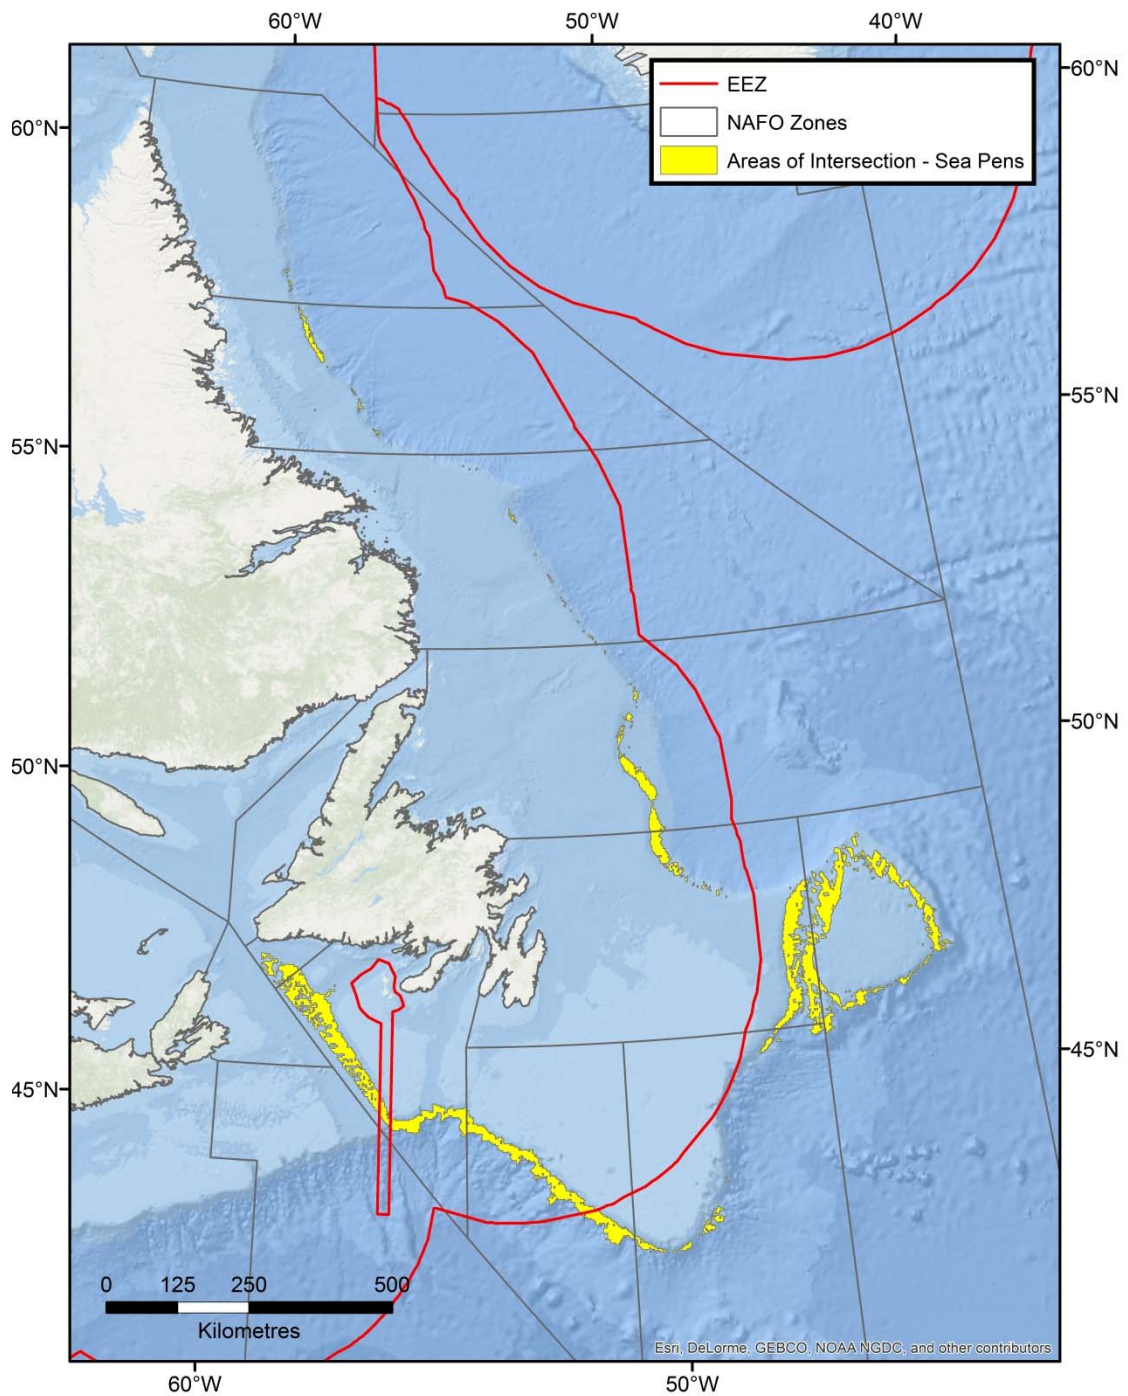 60°W 50°W 40°W
EEZ
NAFO Zones
Areas of Intersection - Sea Pens
60°N
60°N
55°N
55°N
50°N
50°N
45°N
45°N
0 125 250 500
Kilometres
Esri, DeLorme, GEBCO, NOAA NGDC, and other contributors
60°W 50°W